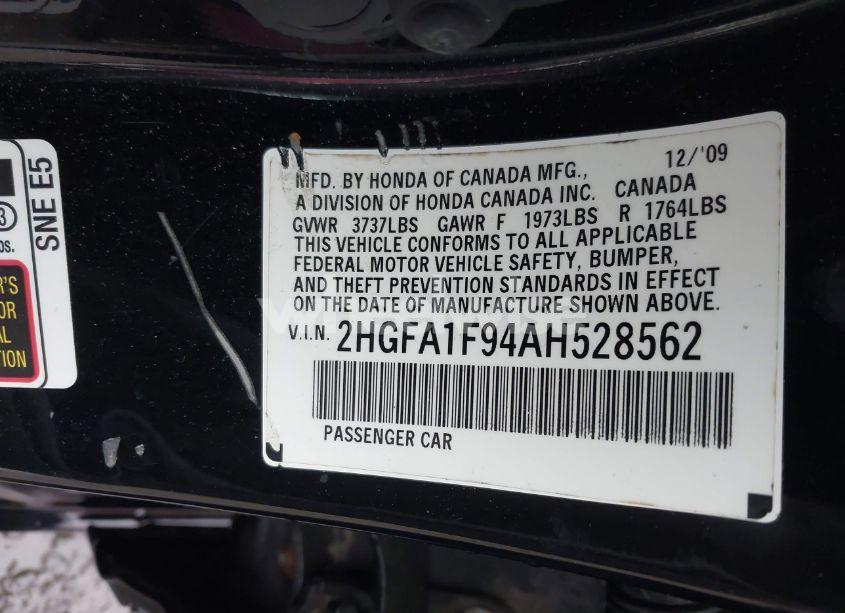 12/'09
MFD. BY HONDA OF CANADA MFG.,
A DIVISION OF HONDA CANADA INC. CANADA
GVWR 3737LBS GAWR F 1973LBS R 1764LBS
THIS VEHICLE CONFORMS TO ALL APPLICABLE
FEDERAL MOTOR VEHICLE SAFETY, BUMPER,
AND THEFT PREVENTION STANDARDS IN EFFECT
ON THE DATE OF MANUFACTURE SHOWN ABOVE.
V.I.N. 2HGFA1F94AH528562
PASSENGER CAR
SNE E5